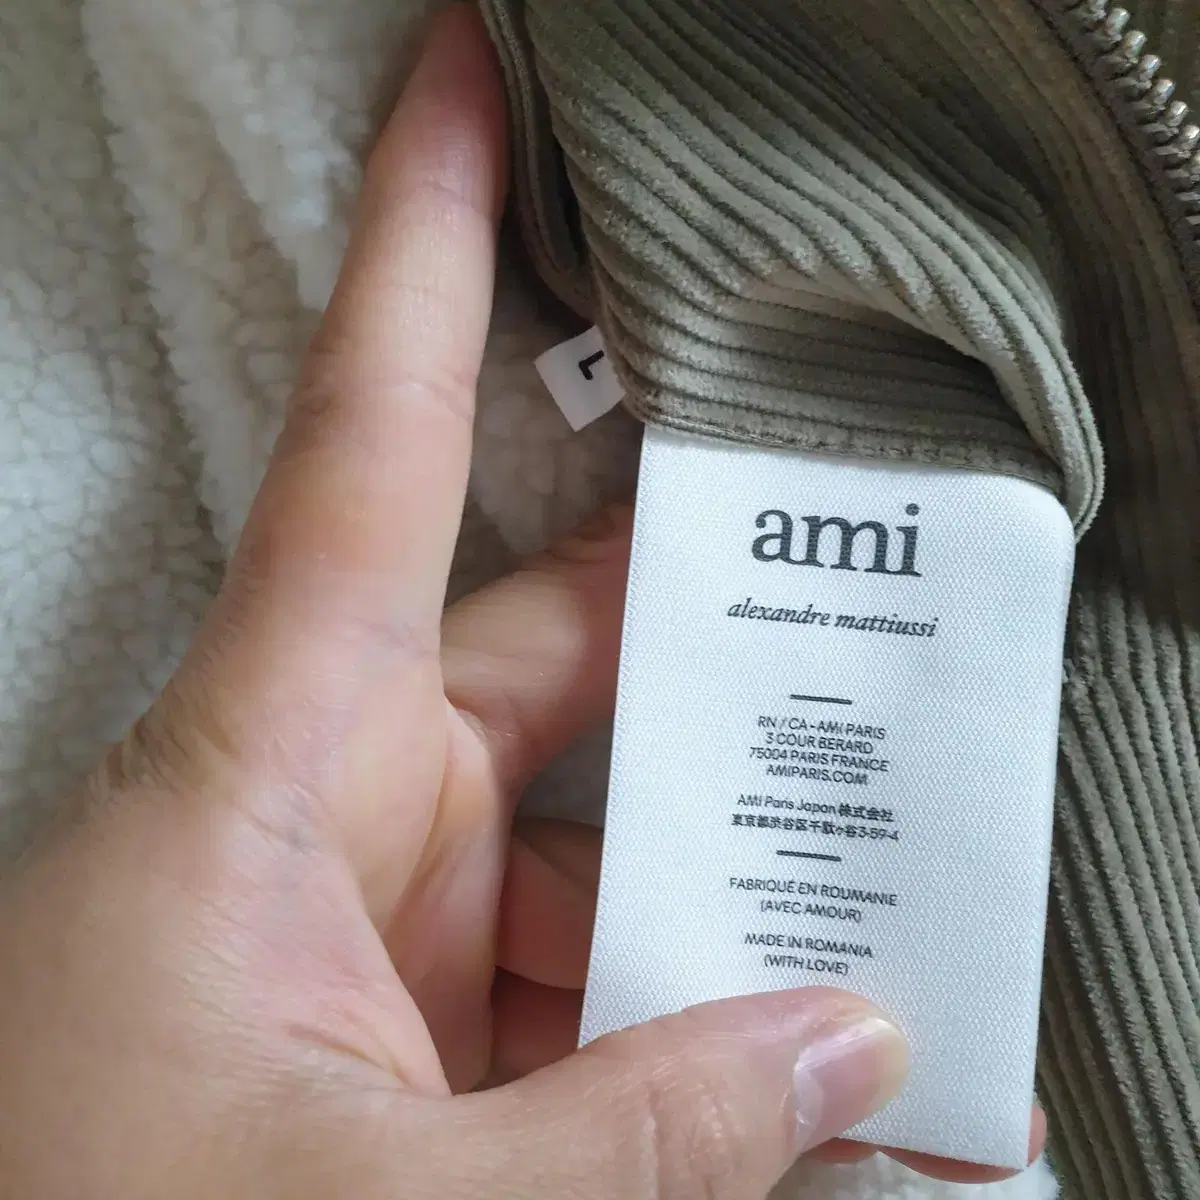 L
ami
alexandre mattiussi
RN / CA - AMI PARIS
3 COUR BERARD
75004 PARIS FRANCE
AMIPARIS.COM
AMI Paris Japan 株式会社
東京都渋谷区千駄ヶ谷3-59-4
FABRIQUÉ EN ROUMANIE
(AVEC AMOUR)
MADE IN ROMANIA
(WITH LOVE)